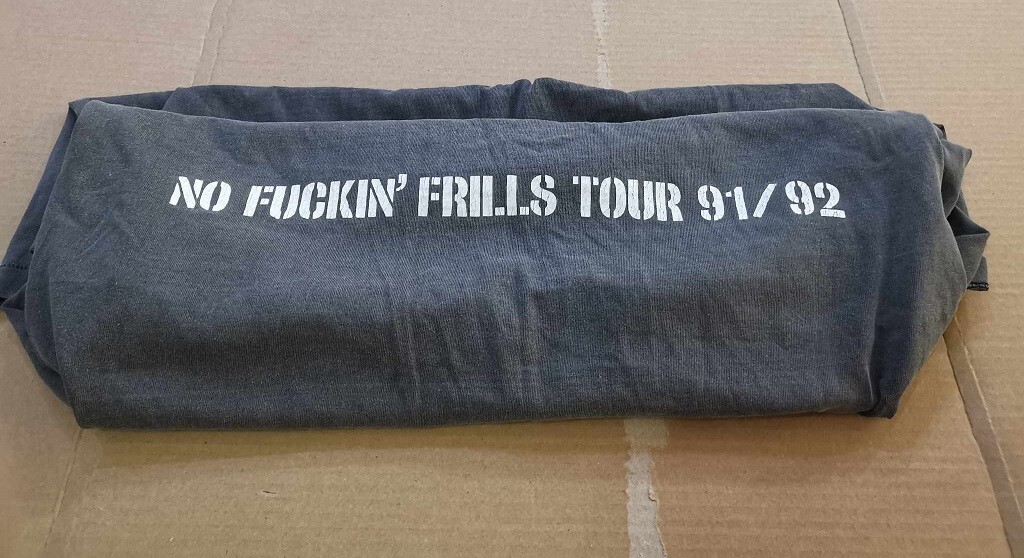 NO FUCKIN' FRILLS TOUR 91/92